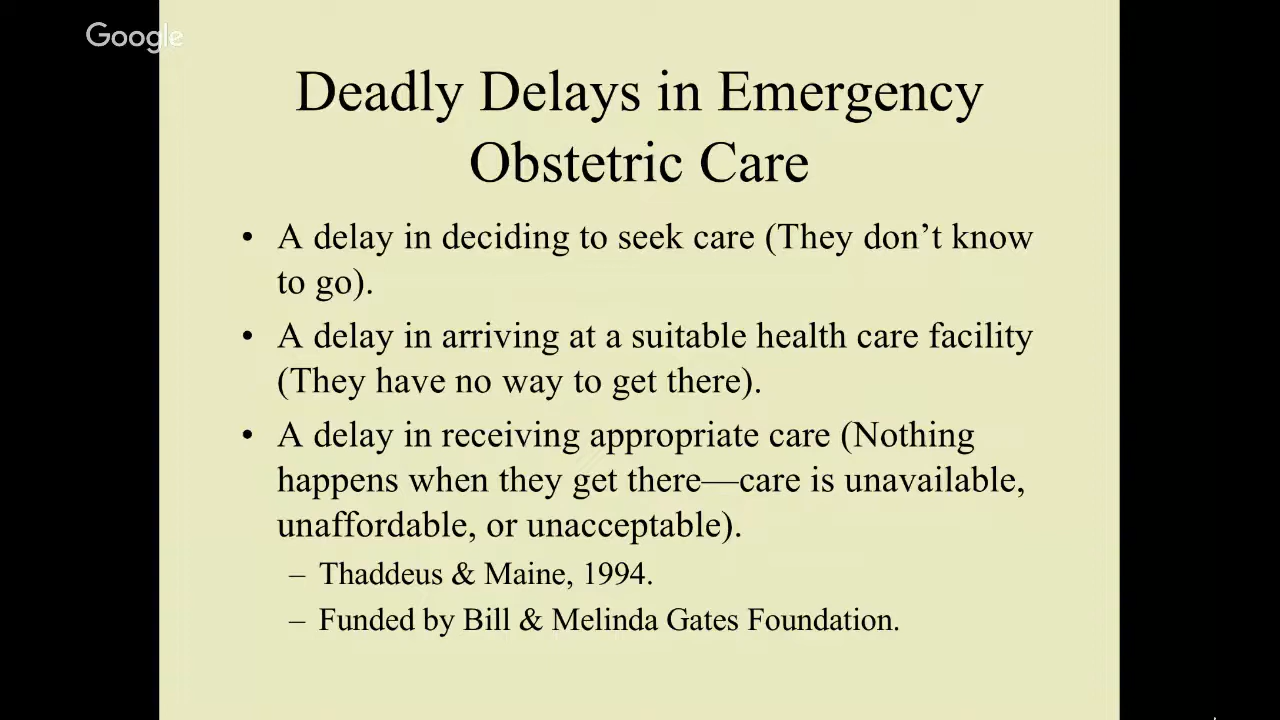 Google
Deadly Delays in Emergency
Obstetric Care
• A delay in deciding to seek care (They don’t know
to go).
• A delay in arriving at a suitable health care facility
(They have no way to get there).
• A delay in receiving appropriate care (Nothing
happens when they get there—care is unavailable,
unaffordable, or unacceptable).
– Thaddeus & Maine, 1994.
– Funded by Bill & Melinda Gates Foundation.